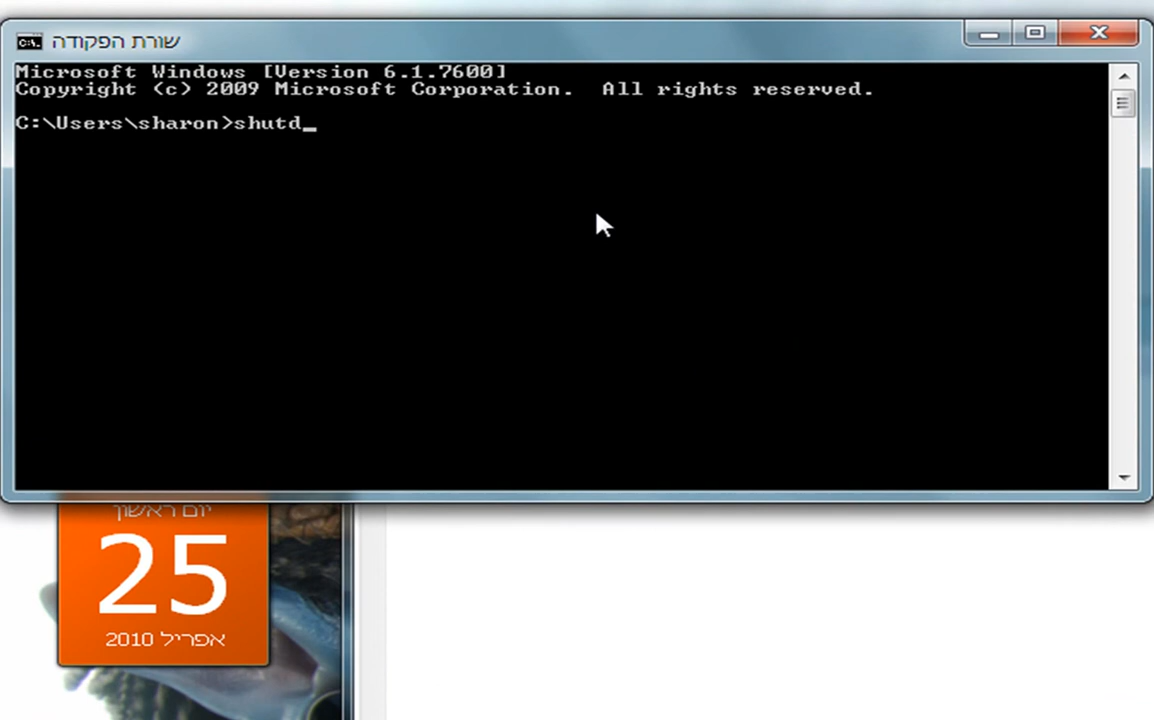 שורת הפקודה
Microsoft Windows [Version 6.1.7600]
Copyright (c) 2009 Microsoft Corporation.  All rights reserved.
C:\Users\sharon>shutd_
יום ראשון
25
אפריל 2010